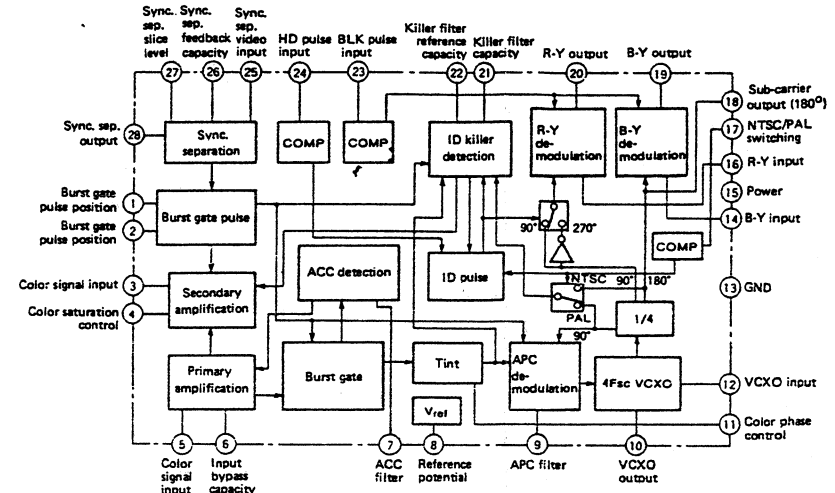 Sync.
sep.
slice
level
Sync.
sep.
feedback
capacity
Sync.
sep.
video
input
HD pulse
input
BLK pulse
input
Killer filter
reference
capacity
Killer filter
capacity
R-Y output
B-Y output
27
26
25
24
23
22
21
20
19
18
Sub-carrier
output (180°)
17
NTSC/PAL
switching
16
R-Y input
15
Power
14
B-Y input
13
GND
12
VCXO input
11
Color phase
control
Sync. sep.
output
28
Burst gate
pulse position
1
Burst gate
pulse position
2
Color signal input
3
Color saturation
control
4
Sync.
separation
COMP
COMP
ID killer
detection
R-Y
de-
modulation
B-Y
de-
modulation
Burst gate pulse
90°
270°
COMP
ACC detection
ID pulse
Secondary
amplification
NTSC
90°
180°
PAL
90°
1/4
Primary
amplification
Burst gate
Tint
APC
de-
modulation
4Fsc VCXO
Vref
5
6
7
8
9
10
Color
signal
input
Input
bypass
capacity
ACC
filter
Reference
potential
APC filter
VCXO
output